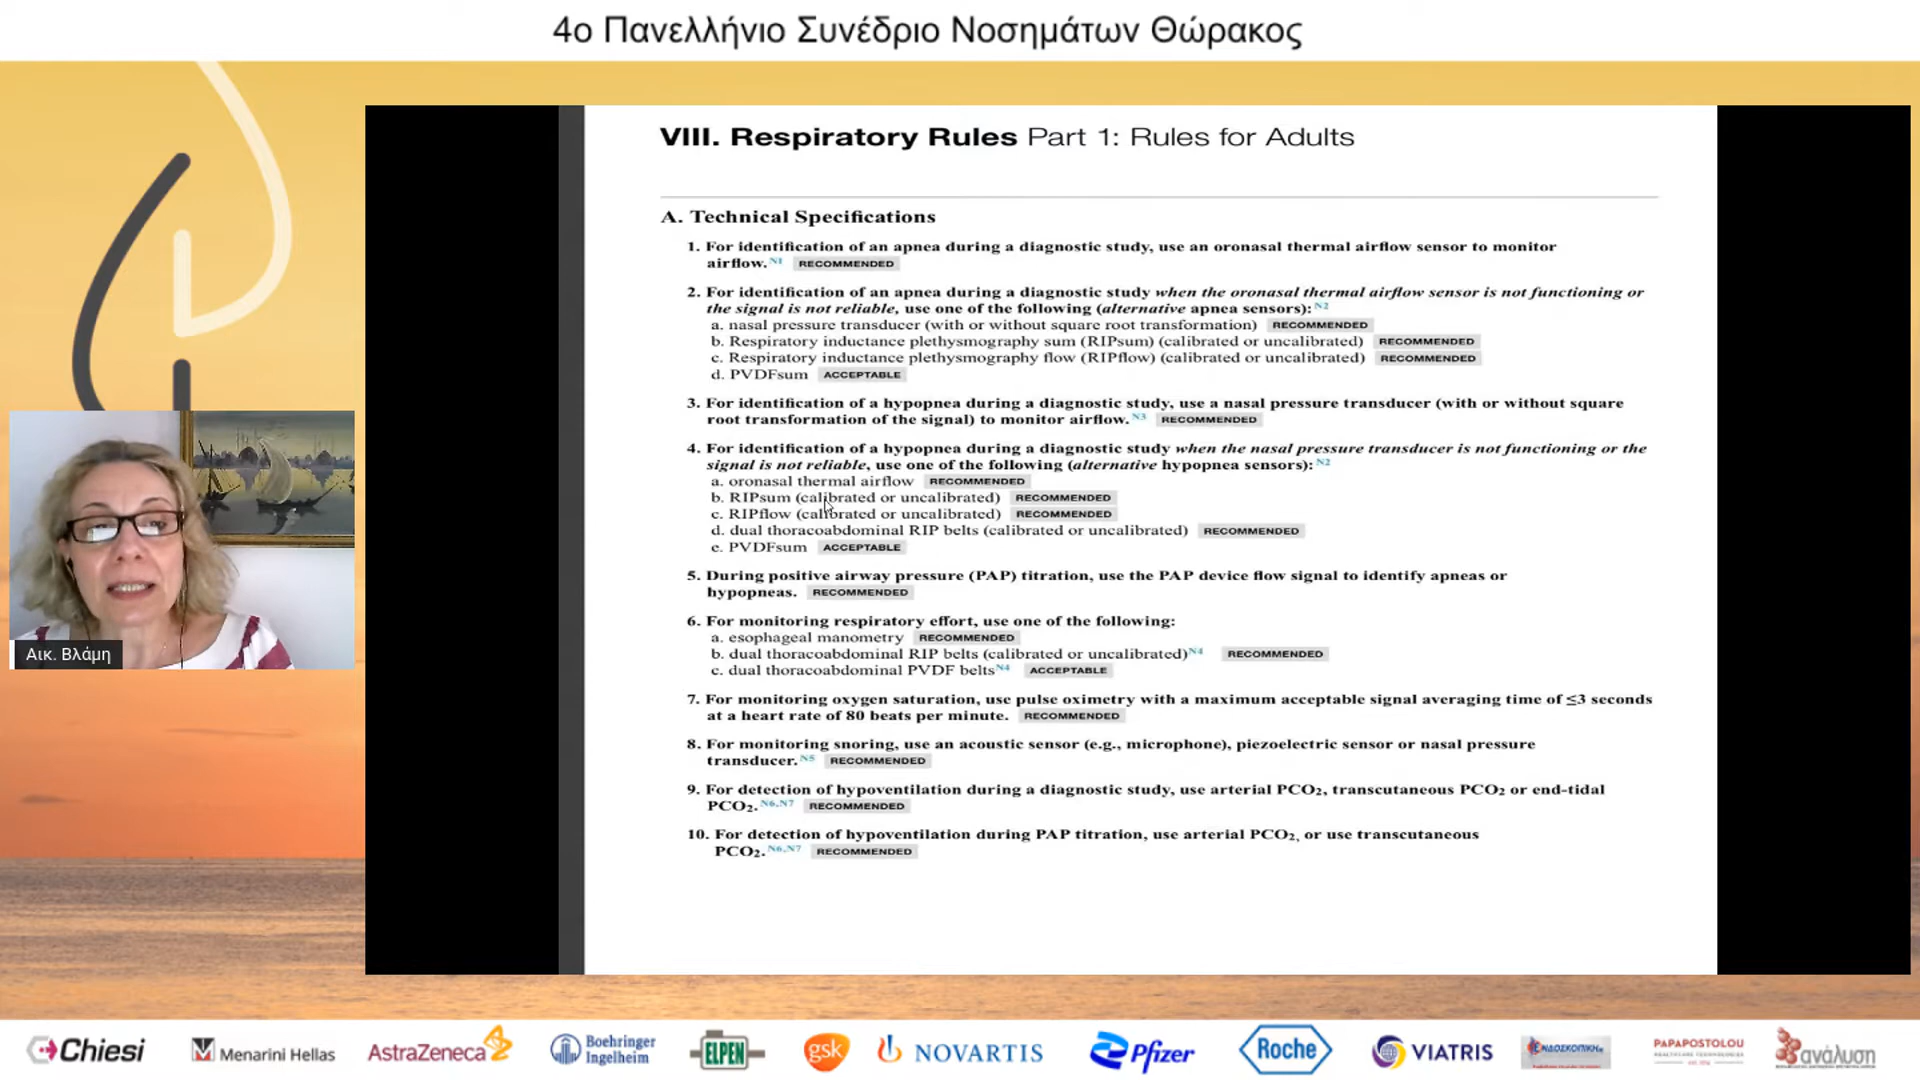 4ο Πανελλήνιο Συνέδριο Νοσημάτων Θώρακος
VIII. Respiratory Rules Part 1: Rules for Adults
A. Technical Specifications
1. For identification of an apnea during a diagnostic study, use an oronasal thermal airflow sensor to monitor
airflow. N1 RECOMMENDED
2. For identification of an apnea during a diagnostic study when the oronasal thermal airflow sensor is not functioning or
the signal is not reliable, use one of the following (alternative apnea sensors): N2
a. nasal pressure transducer (with or without square root transformation) RECOMMENDED
b. Respiratory inductance plethysmography sum (RIPsum) (calibrated or uncalibrated) RECOMMENDED
c. Respiratory inductance plethysmography flow (RIPflow) (calibrated or uncalibrated) RECOMMENDED
d. PVDFsum ACCEPTABLE
3. For identification of a hypopnea during a diagnostic study, use a nasal pressure transducer (with or without square
root transformation of the signal) to monitor airflow. N3 RECOMMENDED
4. For identification of a hypopnea during a diagnostic study when the nasal pressure transducer is not functioning or the
signal is not reliable, use one of the following (alternative hypopnea sensors): N2
a. oronasal thermal airflow RECOMMENDED
b. RIPsum (calibrated or uncalibrated) RECOMMENDED
c. RIPflow (calibrated or uncalibrated) RECOMMENDED
d. dual thoracoabdominal RIP belts (calibrated or uncalibrated) RECOMMENDED
e. PVDFsum ACCEPTABLE
5. During positive airway pressure (PAP) titration, use the PAP device flow signal to identify apneas or
hypopneas. RECOMMENDED
6. For monitoring respiratory effort, use one of the following:
a. esophageal manometry RECOMMENDED
b. dual thoracoabdominal RIP belts (calibrated or uncalibrated) N4 RECOMMENDED
c. dual thoracoabdominal PVDF belts N4 ACCEPTABLE
7. For monitoring oxygen saturation, use pulse oximetry with a maximum acceptable signal averaging time of ≤3 seconds
at a heart rate of 80 beats per minute. RECOMMENDED
8. For monitoring snoring, use an acoustic sensor (e.g., microphone), piezoelectric sensor or nasal pressure
transducer. N5 RECOMMENDED
9. For detection of hypoventilation during a diagnostic study, use arterial PCO2, transcutaneous PCO2 or end-tidal
PCO2. N6,N7 RECOMMENDED
10. For detection of hypoventilation during PAP titration, use arterial PCO2, or use transcutaneous
PCO2. N6,N7 RECOMMENDED
Αικ. Βλάμη
Chiesi
Menarini Hellas
AstraZeneca
Boehringer
Ingelheim
ELPEN
gsk
NOVARTIS
Pfizer
Roche
VIATRIS
ΕΝΔΟΣΚΟΠΙΚΗ
PAPAPOSTOLOU
ανάλυση